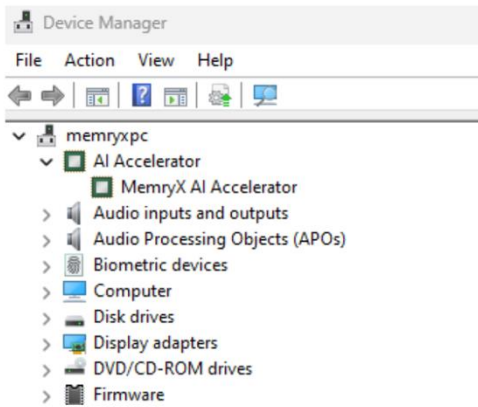 Device Manager
File Action View Help
memryxpc
AI Accelerator
MemryX AI Accelerator
Audio inputs and outputs
Audio Processing Objects (APOs)
Biometric devices
Computer
Disk drives
Display adapters
DVD/CD-ROM drives
Firmware